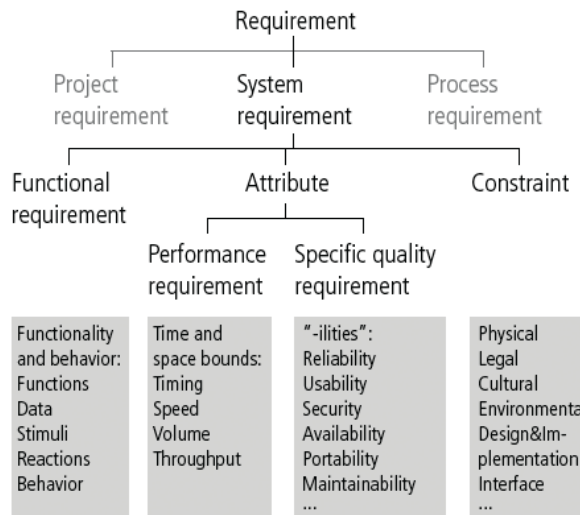 Requirement
Project
requirement
System
requirement
Process
requirement
Functional
requirement
Attribute
Constraint
Performance
requirement
Specific quality
requirement
Functionality
and behavior:
Functions
Data
Stimuli
Reactions
Behavior
Time and
space bounds:
Timing
Speed
Volume
Throughput
"-ilities":
Reliability
Usability
Security
Availability
Portability
Maintainability
...
Physical
Legal
Cultural
Environmenta
Design&Im-
plementation
Interface
...